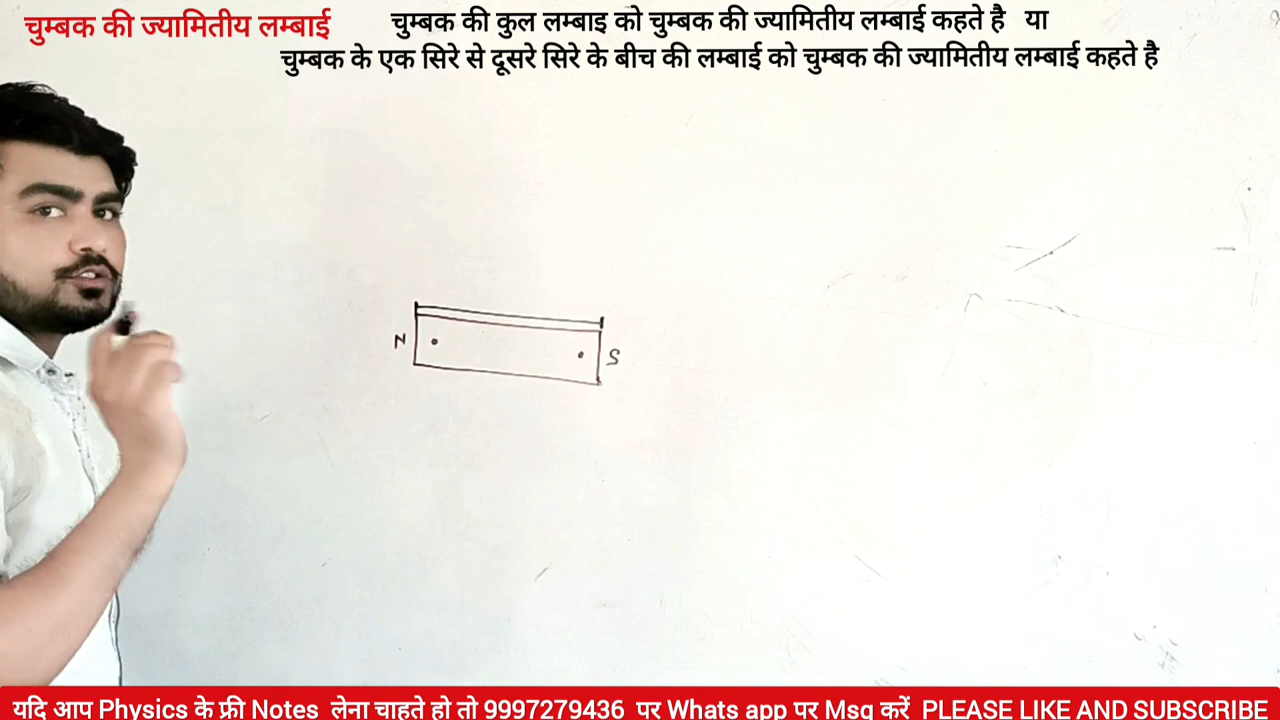 चुम्बक की ज्यामितीय लम्बाई
चुम्बक की कुल लम्बाइ को चुम्बक की ज्यामितीय लम्बाई कहते है या
चुम्बक के एक सिरे से दूसरे सिरे के बीच की लम्बाई को चुम्बक की ज्यामितीय लम्बाई कहते है
N
S
यदि आप Physics के फ्री Notes लेना चाहते हो तो 9997279436 पर Whats app पर Msg करें PLEASE LIKE AND SUBSCRIBE